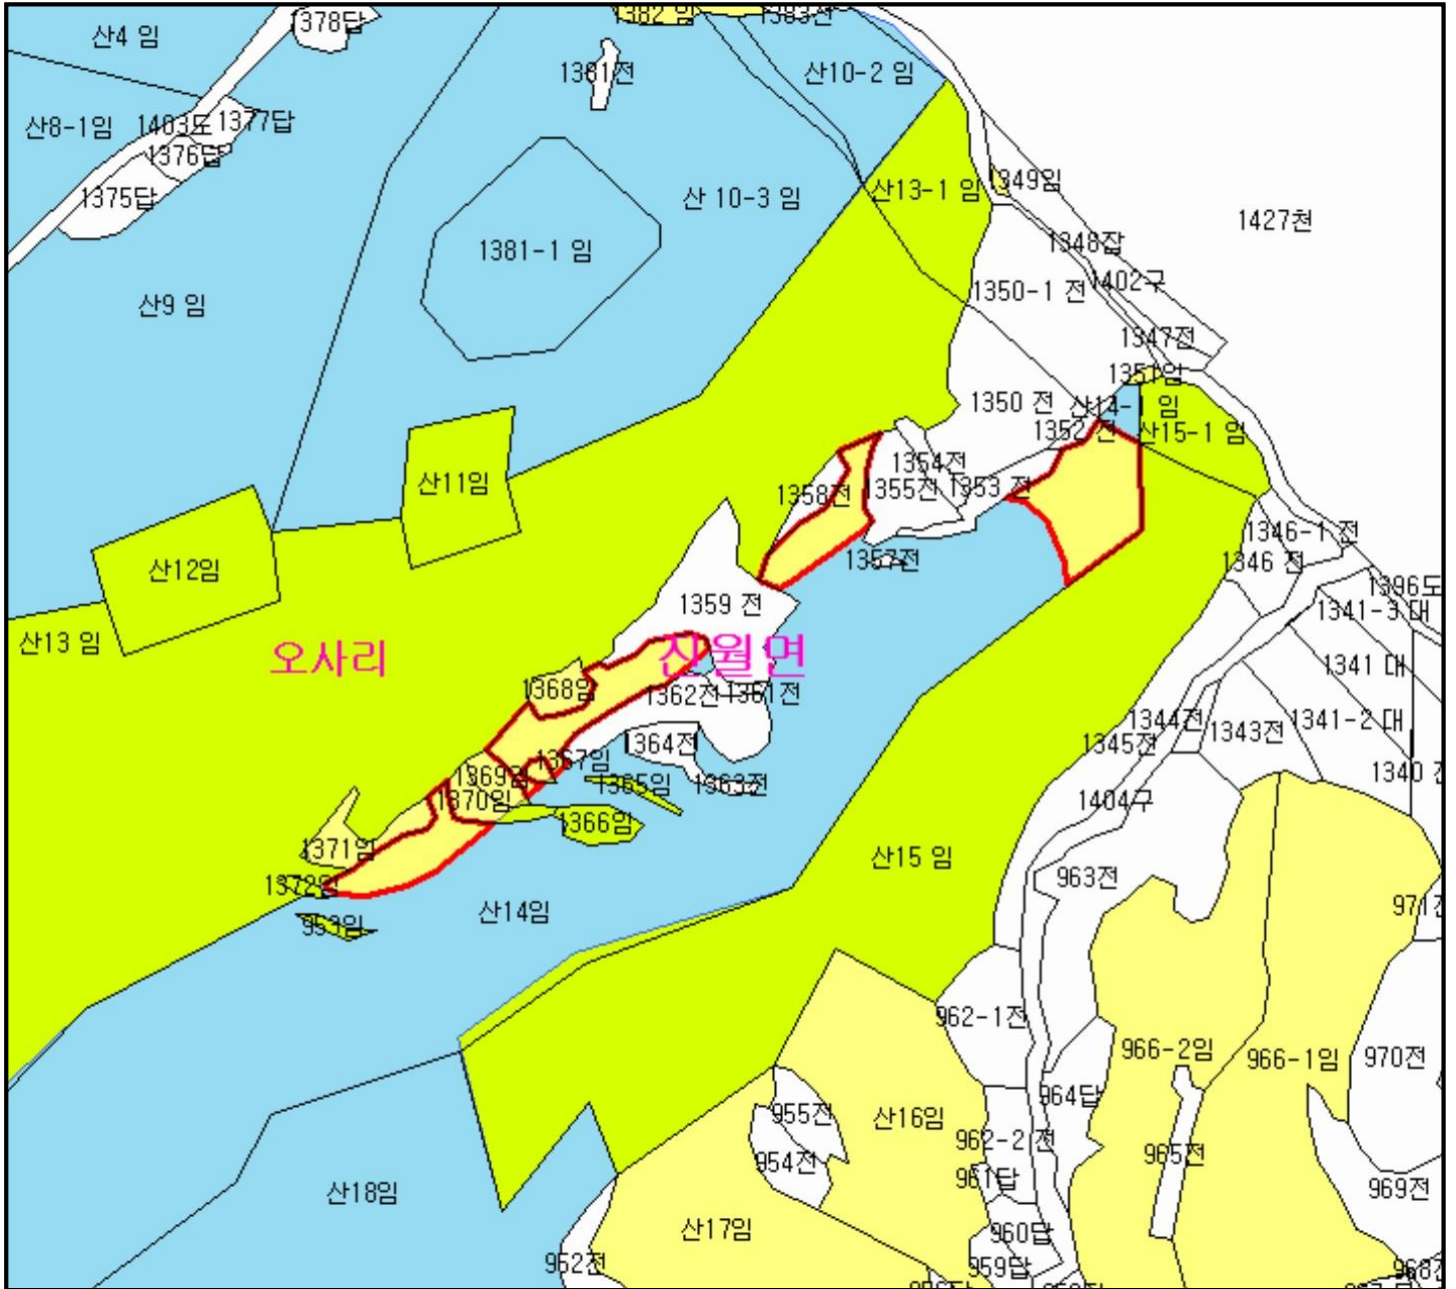 1382 임
1383전
1378답
산4 임
1381전
산10-2 임
산8-1임
1403도
1377답
1376답
1375답
산13-1 임
1349임
산 10-3 임
1427천
1348잡
1381-1 임
1402구
1350-1 전
산9 임
1347전
1351임
1350 전
산14-1 임
1352 전
산15-1 임
1354전
산11임
1358전
1355전
1353 전
1346-1 전
1357전
1346 전
산12임
1396도
1359 전
1341-3 대
산13 임
오사리
진월면
1341 대
1368임
1362전
1361전
1344전
1341-2 대
1343전
1364전
1345전
1367임
1369임
1365임
1363전
1340 전
1370임
1404구
1366임
1371임
산15 임
963전
1372임
971전
산14임
953임
962-1전
966-2임
966-1임
970전
964답
955전
산16임
962-2 전
965전
954전
961답
산18임
969전
산17임
960답
952전
959답